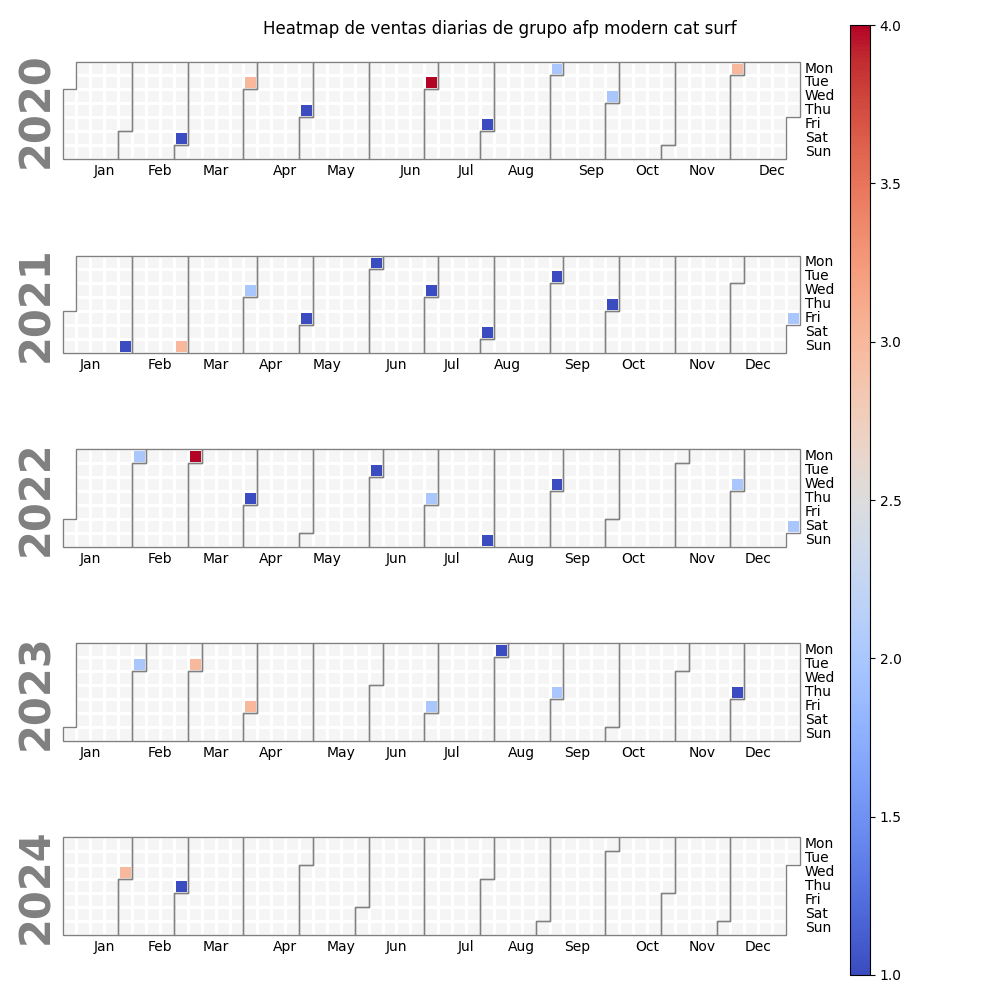 Heatmap de ventas diarias de grupo afp modern cat surf
2020
Mon
Tue
Wed
Thu
Fri
Sat
Sun
Jan Feb Mar Apr May Jun Jul Aug Sep Oct Nov Dec
2021
Mon
Tue
Wed
Thu
Fri
Sat
Sun
Jan Feb Mar Apr May Jun Jul Aug Sep Oct Nov Dec
2022
Mon
Tue
Wed
Thu
Fri
Sat
Sun
Jan Feb Mar Apr May Jun Jul Aug Sep Oct Nov Dec
2023
Mon
Tue
Wed
Thu
Fri
Sat
Sun
Jan Feb Mar Apr May Jun Jul Aug Sep Oct Nov Dec
2024
Mon
Tue
Wed
Thu
Fri
Sat
Sun
Jan Feb Mar Apr May Jun Jul Aug Sep Oct Nov Dec
4.0
3.5
3.0
2.5
2.0
1.5
1.0